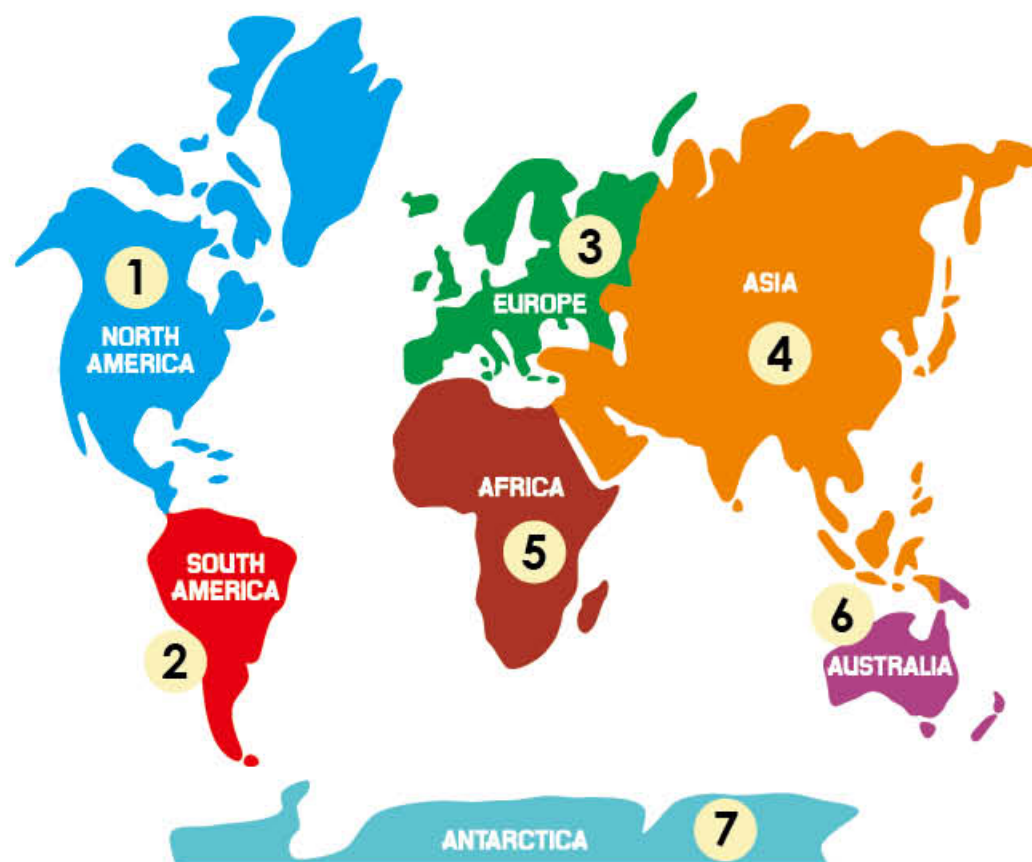 1
NORTH
AMERICA
SOUTH
AMERICA
2
3
EUROPE
ASIA
4
AFRICA
5
6
AUSTRALIA
ANTARCTICA 7